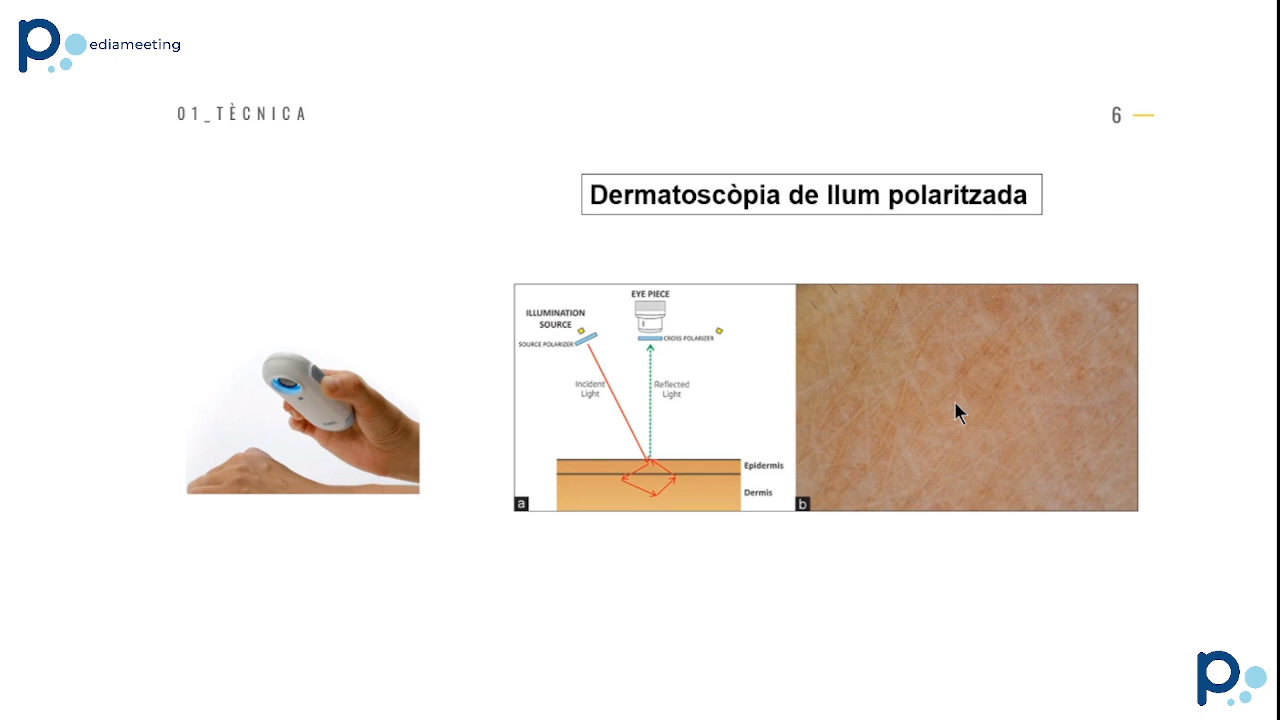 ediameeting
01_TÈCNICA
6
Dermatoscòpia de llum polaritzada
EYE PIECE
ILLUMINATION
SOURCE
SOURCE POLARIZER
CROSS POLARIZER
Incident
Light
Reflected
Light
Epidermis
Dermis
a
b